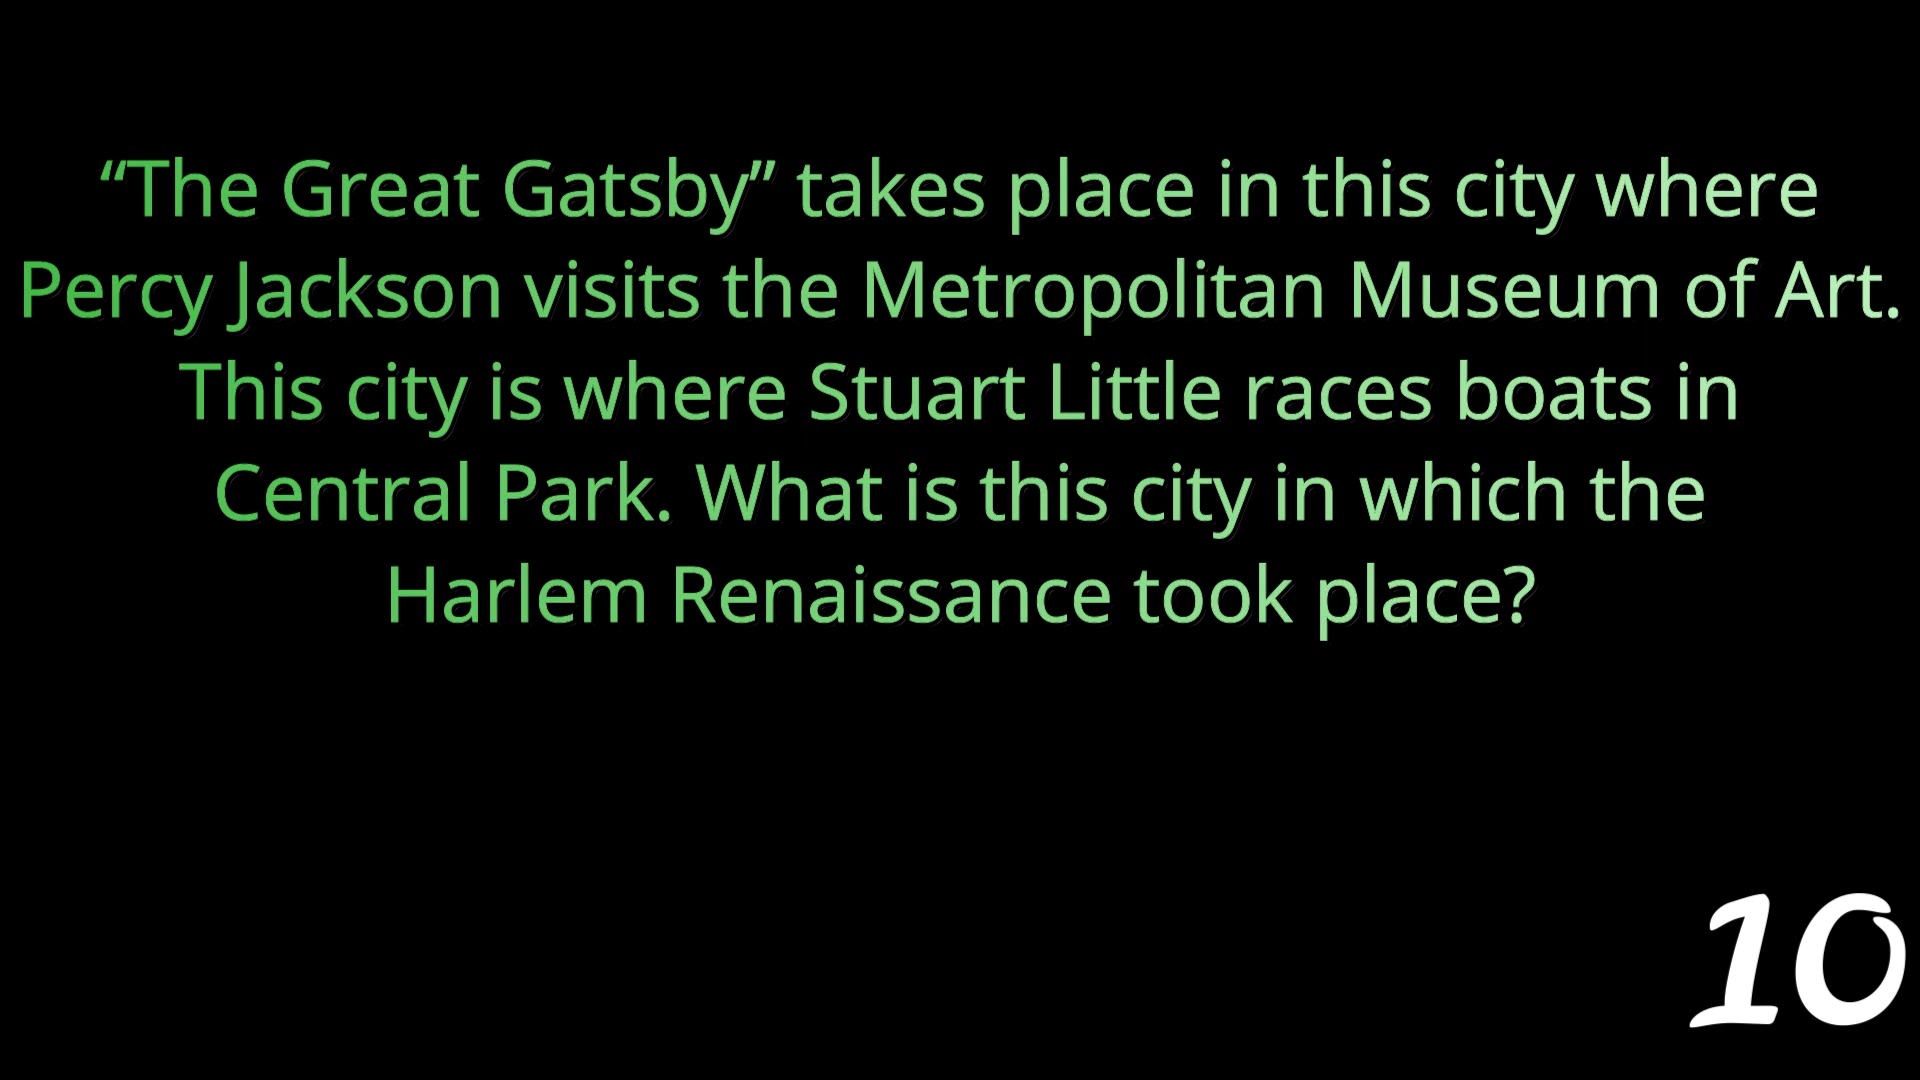 “The Great Gatsby” takes place in this city where
Percy Jackson visits the Metropolitan Museum of Art.
This city is where Stuart Little races boats in
Central Park. What is this city in which the
Harlem Renaissance took place?
10